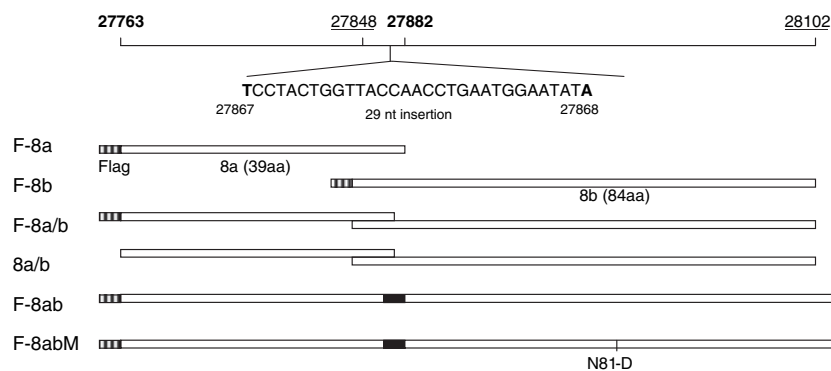 27763 27848 27882 28102
TCCTACTGGTTACCAACCTGAATGGAATATA
27867 29 nt insertion 27868
F-8a
Flag 8a (39aa)
F-8b
8b (84aa)
F-8a/b
8a/b
F-8ab
F-8abM
N81-D